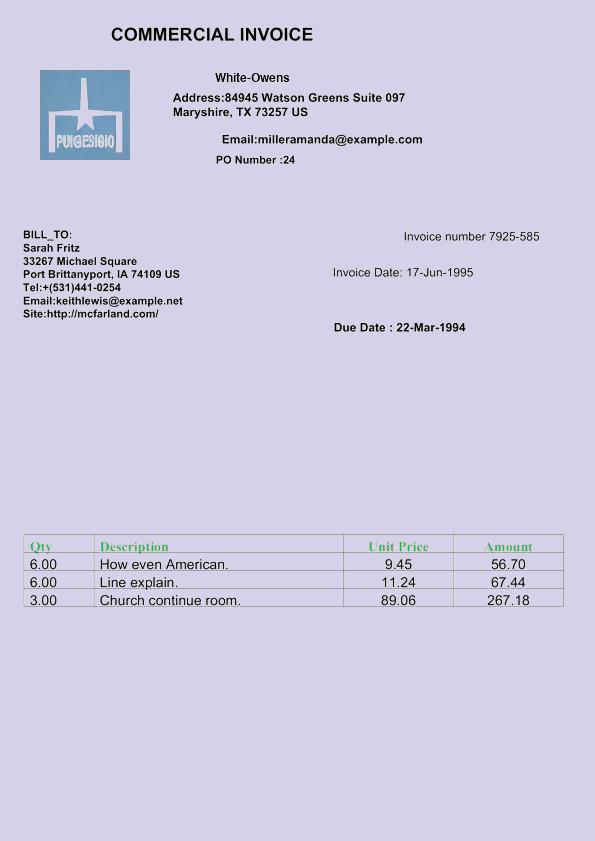 COMMERCIAL INVOICE
White-Owens
Address:84945 Watson Greens Suite 097
Maryshire, TX 73257 US
Email:milleramanda@example.com
PO Number :24
BILL_TO:
Sarah Fritz
33267 Michael Square
Port Brittanyport, IA 74109 US
Tel:+(531)441-0254
Email:keithlewis@example.net
Site:http://mcfarland.com/
Invoice number 7925-585
Invoice Date: 17-Jun-1995
Due Date : 22-Mar-1994
Qty Description Unit Price Amount
6.00 How even American. 9.45 56.70
6.00 Line explain. 11.24 67.44
3.00 Church continue room. 89.06 267.18